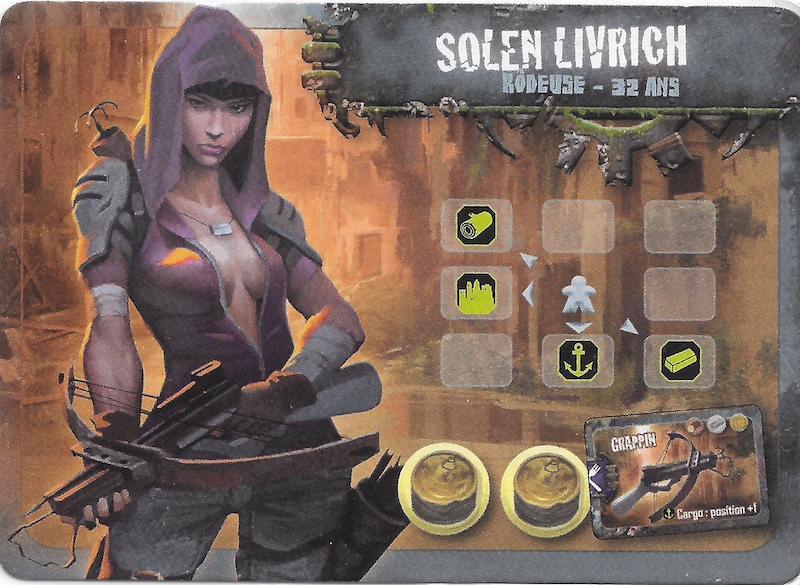 SOLEN LIVRICH
RÔDEUSE - 32 ANS
GRAPPIN
Cargo : position +1